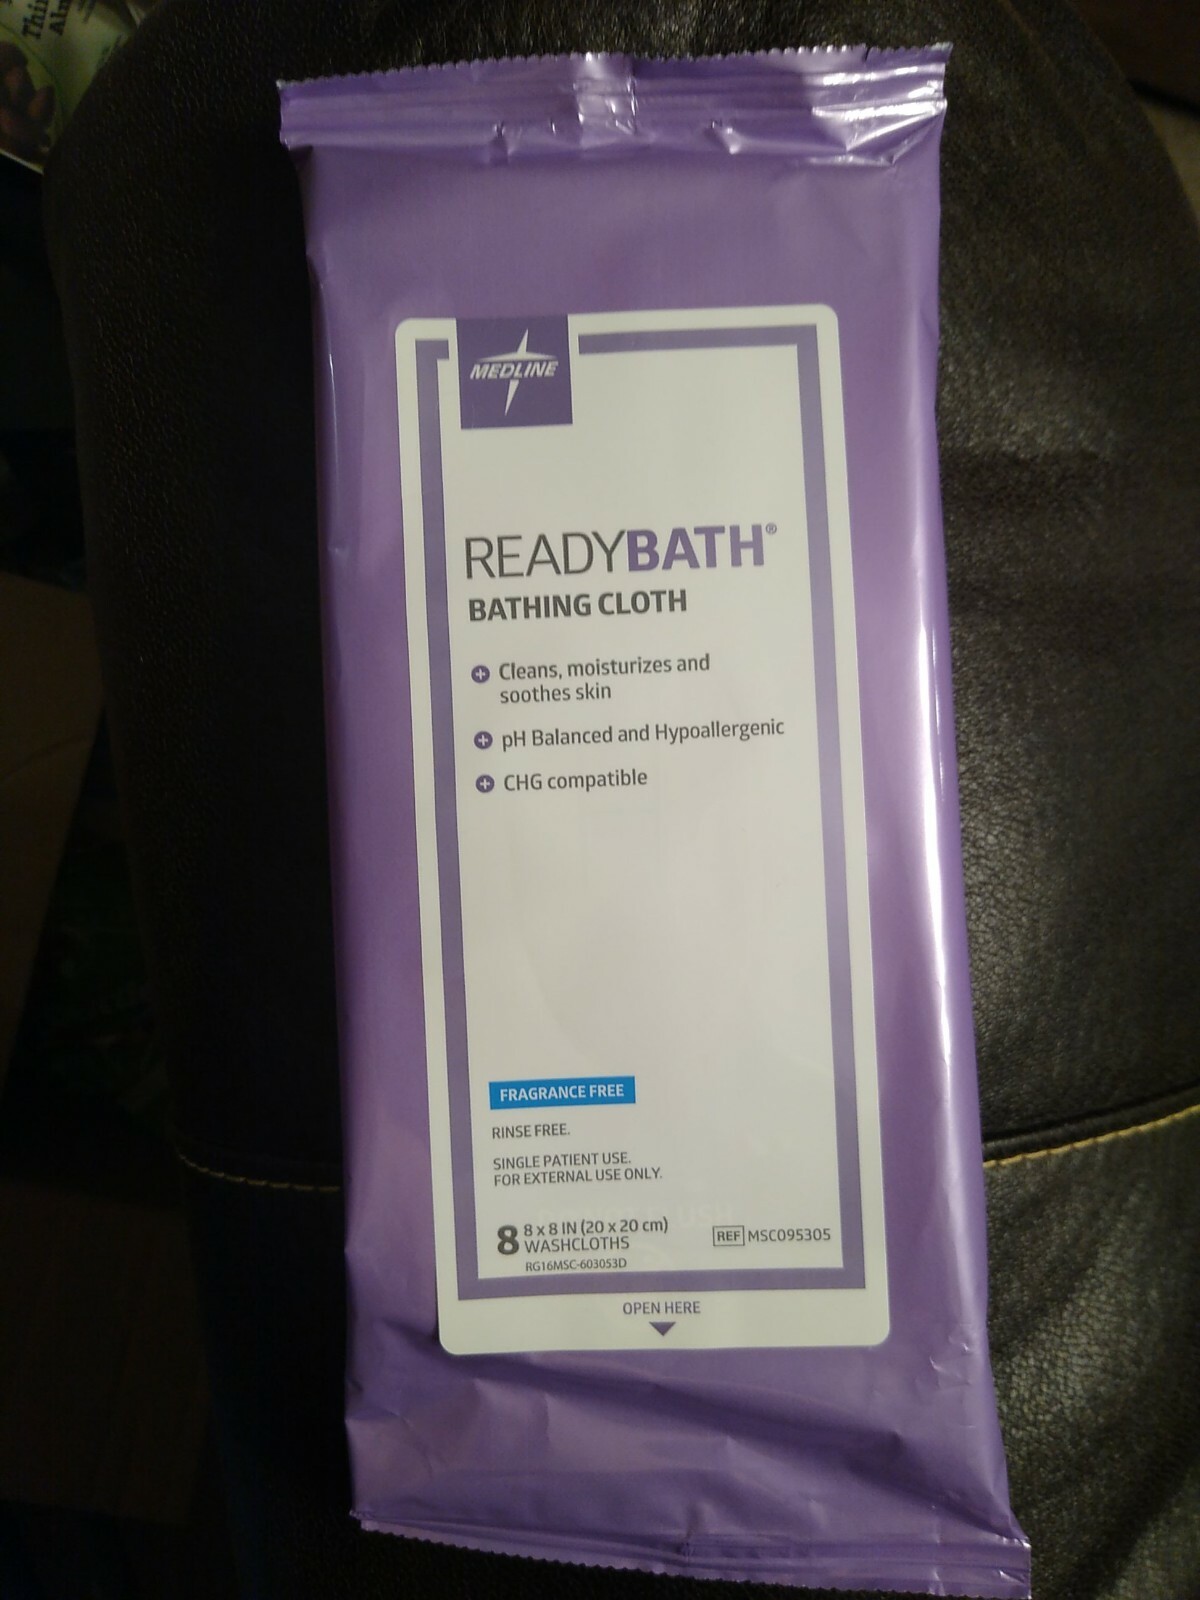 Thi
Alm
MEDLINE
READYBATH®
BATHING CLOTH
Cleans, moisturizes and
soothes skin
pH Balanced and Hypoallergenic
CHG compatible
FRAGRANCE FREE
RINSE FREE.
SINGLE PATIENT USE.
FOR EXTERNAL USE ONLY.
8 8 x 8 IN (20 x 20 cm)
WASHCLOTHS
REF MSC095305
RG16MSC-603053D
OPEN HERE